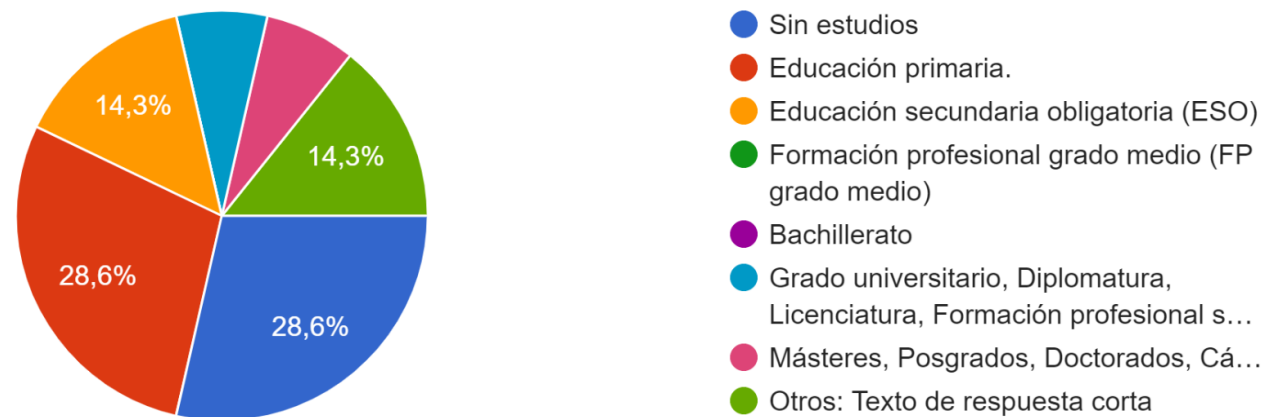 14,3%
14,3%
28,6%
28,6%
Sin estudios
Educación primaria.
Educación secundaria obligatoria (ESO)
Formación profesional grado medio (FP
grado medio)
Bachillerato
Grado universitario, Diplomatura,
Licenciatura, Formación profesional s…
Másteres, Posgrados, Doctorados, Cá…
Otros: Texto de respuesta corta